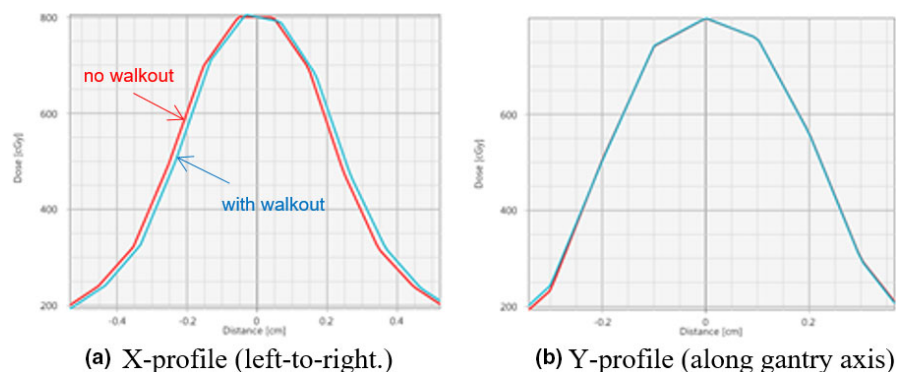 800
600
400
200
Dose [cGy]
no walkout
with walkout
-0.4 -0.2 0 0.2 0.4
Distance [cm]
(a) X-profile (left-to-right.)
600
400
200
Dose [cGy]
-0.2 0 0.2
Distance [cm]
(b) Y-profile (along gantry axis)